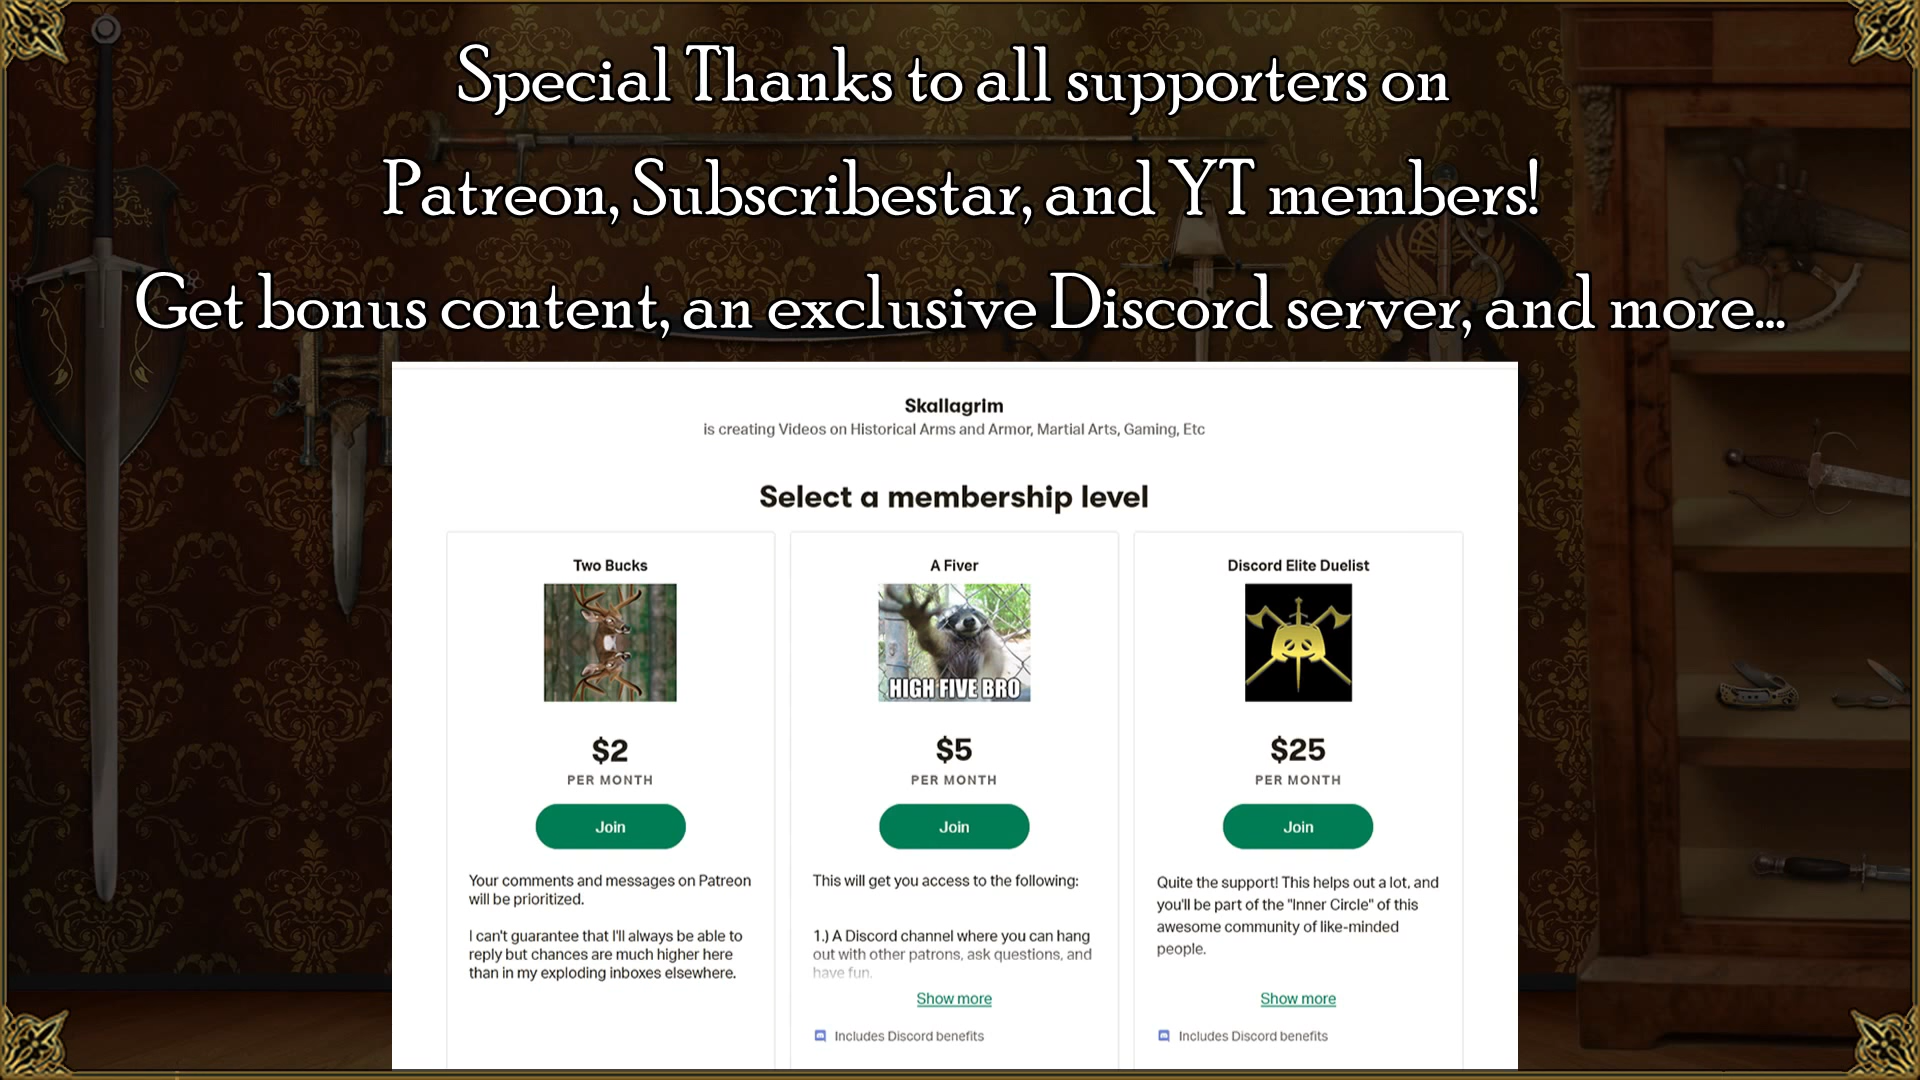 Special Thanks to all supporters on
Patreon, Subscribestar, and YT members!
Get bonus content, an exclusive Discord server, and more...
Skallagrim
is creating Videos on Historical Arms and Armor, Martial Arts, Gaming, Etc
Select a membership level
Two Bucks
$2
PER MONTH
Join
Your comments and messages on Patreon
will be prioritized.
I can't guarantee that I'll always be able to
reply but chances are much higher here
than in my exploding inboxes elsewhere.
A Fiver
HIGH FIVE BRO
$5
PER MONTH
Join
This will get you access to the following:
1.) A Discord channel where you can hang
out with other patrons, ask questions, and
have fun.
Show more
Includes Discord benefits
Discord Elite Duelist
$25
PER MONTH
Join
Quite the support! This helps out a lot, and
you'll be part of the "Inner Circle" of this
awesome community of like-minded
people.
Show more
Includes Discord benefits